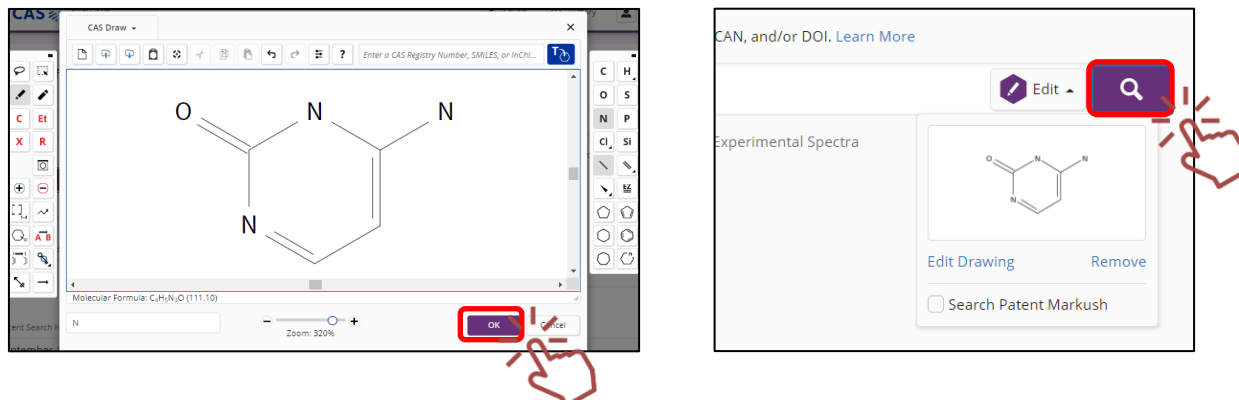 CAS
CAS Draw
?
Enter a CAS Registry Number, SMILES, or InChI...
C Et
X R
A B
C H
O S
N P
Cl Si
O
N
N
N
Molecular Formula: C₄H₅N₃O (111.10)
N
Zoom: 320%
OK
Cancel
CAN, and/or DOI. Learn More
Edit
Experimental Spectra
O
N
N
N
Edit Drawing
Remove
Search Patent Markush